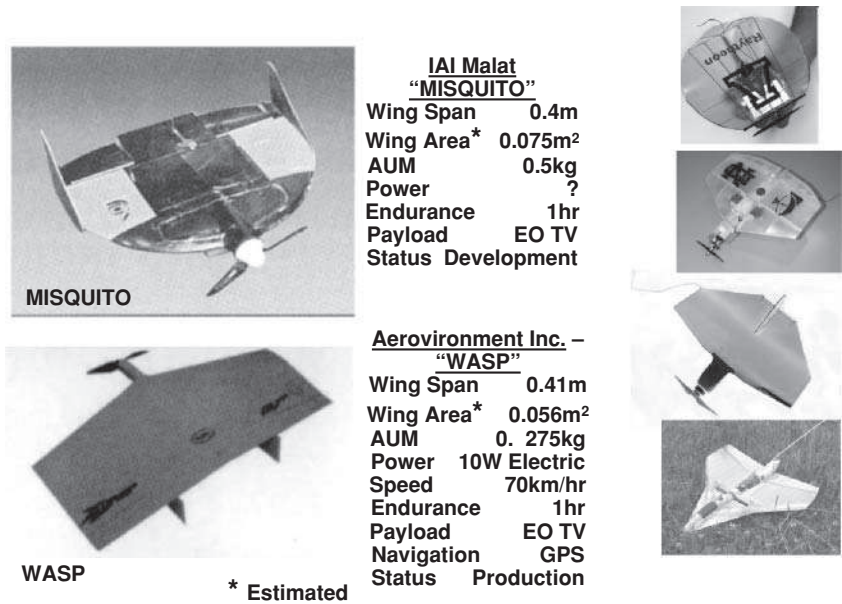 IAI Malat
“MISQUITO”
Wing Span 0.4m
Wing Area* 0.075m²
AUM 0.5kg
Power ?
Endurance 1hr
Payload EO TV
Status Development
MISQUITO
Aerovironment Inc. –
“WASP”
Wing Span 0.41m
Wing Area* 0.056m²
AUM 0. 275kg
Power 10W Electric
Speed 70km/hr
Endurance 1hr
Payload EO TV
Navigation GPS
Status Production
WASP
* Estimated
Raytheon